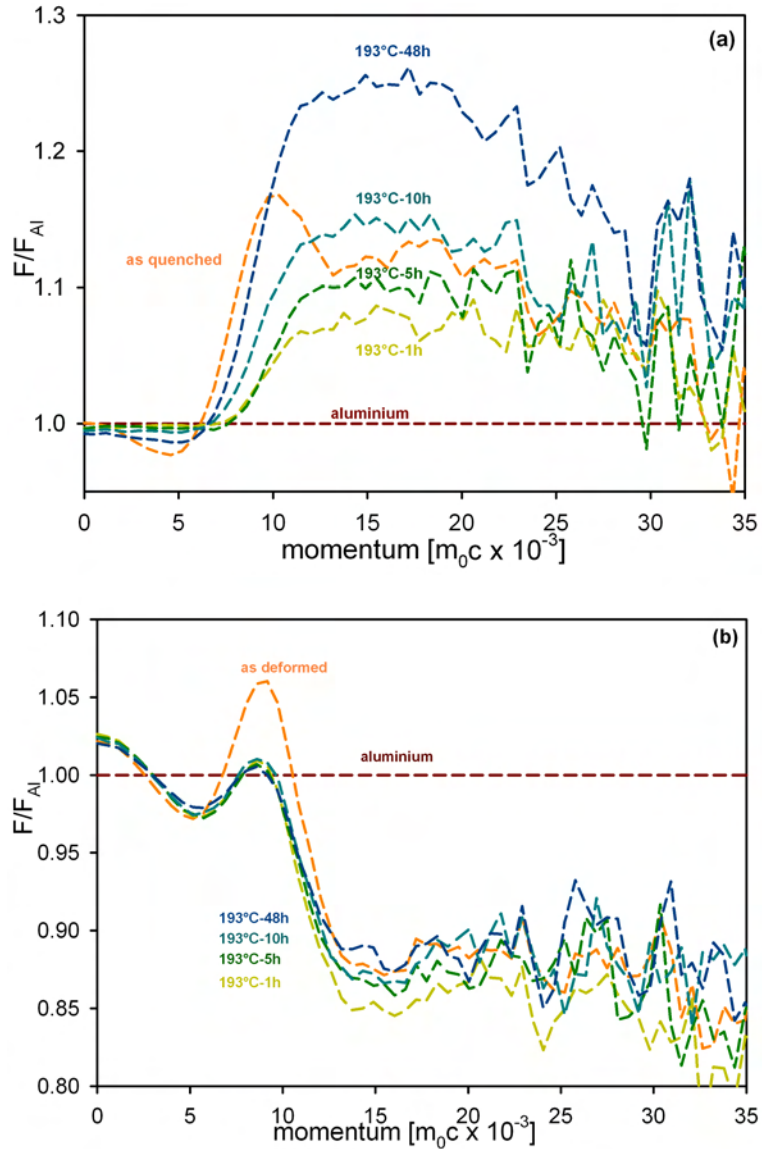 (a)
1.3
1.2
1.1
1.0
F/F_Al
193°C-48h
193°C-10h
as quenched
193°C-5h
193°C-1h
aluminium
0 5 10 15 20 25 30 35
momentum [m₀c x 10⁻³]
(b)
1.10
1.05
1.00
0.95
0.90
0.85
0.80
F/F_Al
as deformed
aluminium
193°C-48h
193°C-10h
193°C-5h
193°C-1h
0 5 10 15 20 25 30 35
momentum [m₀c x 10⁻³]